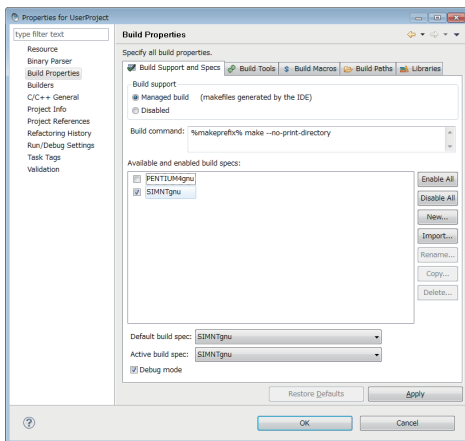 Properties for UserProject
type filter text
Resource
Binary Parser
Build Properties
Builders
C/C++ General
Project Info
Project References
Refactoring History
Run/Debug Settings
Task Tags
Validation
Build Properties
Specify all build properties.
Build Support and Specs
Build Tools
$ Build Macros
Build Paths
Libraries
Build support
Managed build (makefiles generated by the IDE)
Disabled
Build command: %makeprefix% make --no-print-directory
Available and enabled build specs:
PENTIUM4gnu
SIMNTgnu
Enable All
Disable All
New...
Import...
Rename...
Copy...
Delete...
Default build spec: SIMNTgnu
Active build spec: SIMNTgnu
Debug mode
Restore Defaults
Apply
?
OK
Cancel